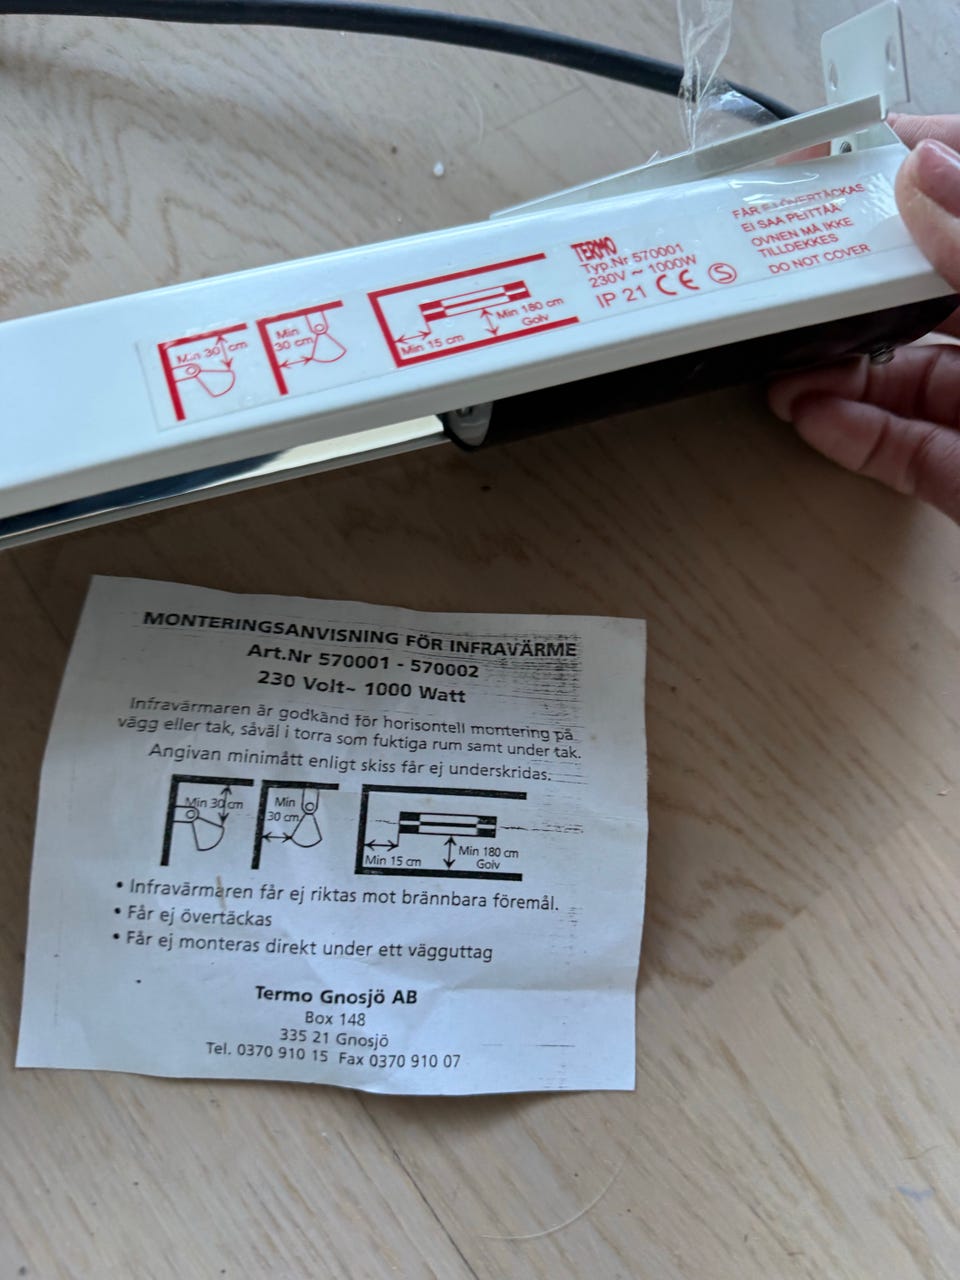 Min 30 cm
Min
30 cm
Min 15 cm
Min 180 cm
Golv
TERMO
Typ.Nr 570001
230V ~ 1000W
IP 21 CE S
FÅR EJ ÖVERTÄCKAS
EI SAA PEITTÄÄ
OVNEN MÅ IKKE
TILLDEKKES
DO NOT COVER
MONTERINGSANVISNING FÖR INFRAVÄRME
Art.Nr 570001 - 570002
230 Volt~ 1000 Watt
Infravärmaren är godkänd för horisontell montering på
vägg eller tak, såväl i torra som fuktiga rum samt under tak.
Angivan minimått enligt skiss får ej underskridas.
Min 30 cm
Min
30 cm
Min 15 cm
Min 180 cm
Golv
• Infravärmaren får ej riktas mot brännbara föremål.
• Får ej övertäckas
• Får ej monteras direkt under ett vägguttag
Termo Gnosjö AB
Box 148
335 21 Gnosjö
Tel. 0370 910 15 Fax 0370 910 07